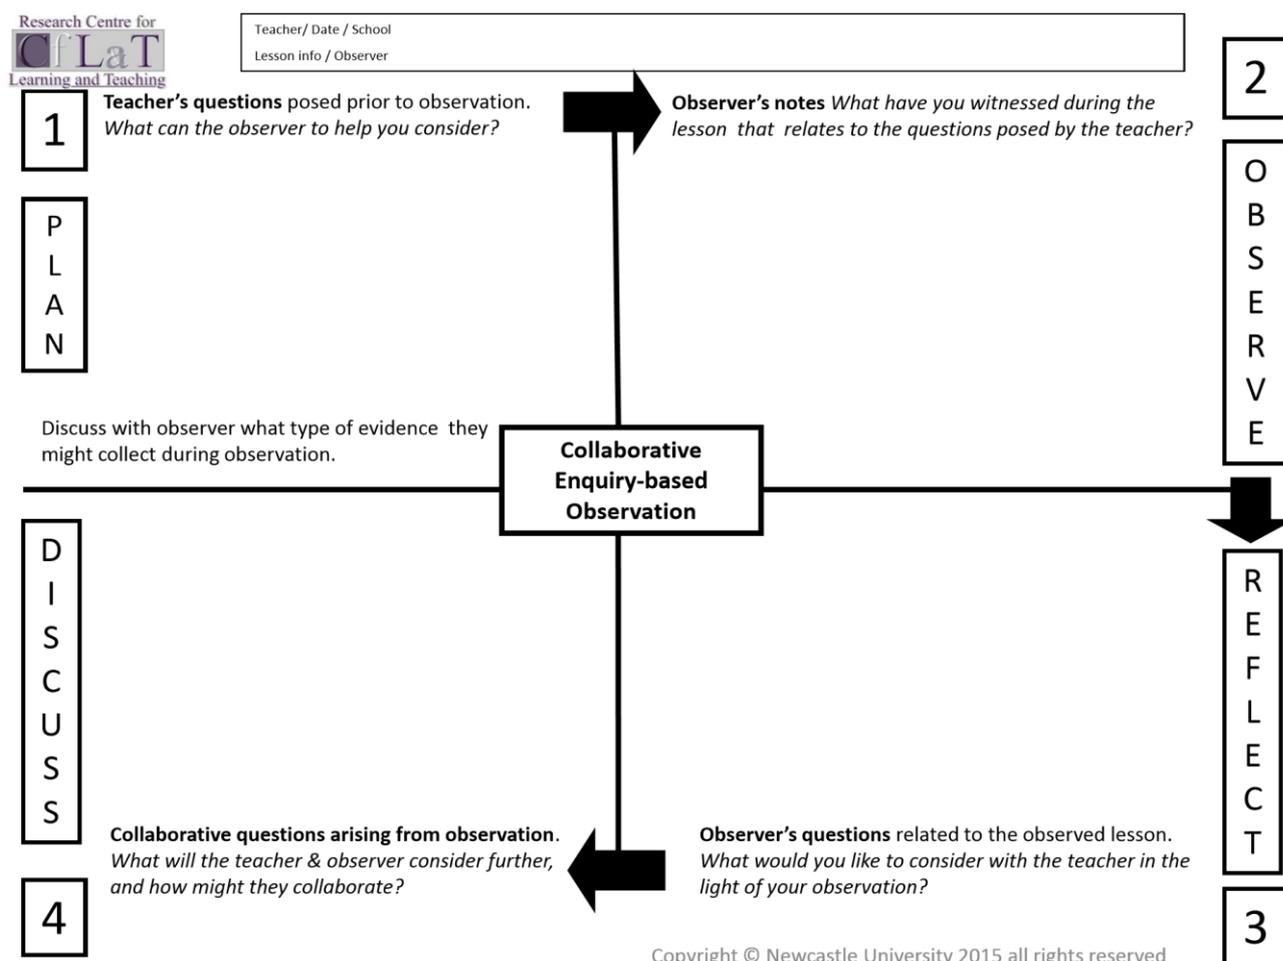 Research Centre for
CfLaT
Learning and Teaching
Teacher/ Date / School
Lesson info / Observer
1
Teacher's questions posed prior to observation.
What can the observer to help you consider?
P
L
A
N
Discuss with observer what type of evidence they
might collect during observation.
2
Observer's notes What have you witnessed during the
lesson that relates to the questions posed by the teacher?
O
B
S
E
R
V
E
Collaborative
Enquiry-based
Observation
R
E
F
L
E
C
T
3
Observer's questions related to the observed lesson.
What would you like to consider with the teacher in the
light of your observation?
D
I
S
C
U
S
S
4
Collaborative questions arising from observation.
What will the teacher & observer consider further,
and how might they collaborate?
Copyright © Newcastle University 2015 all rights reserved